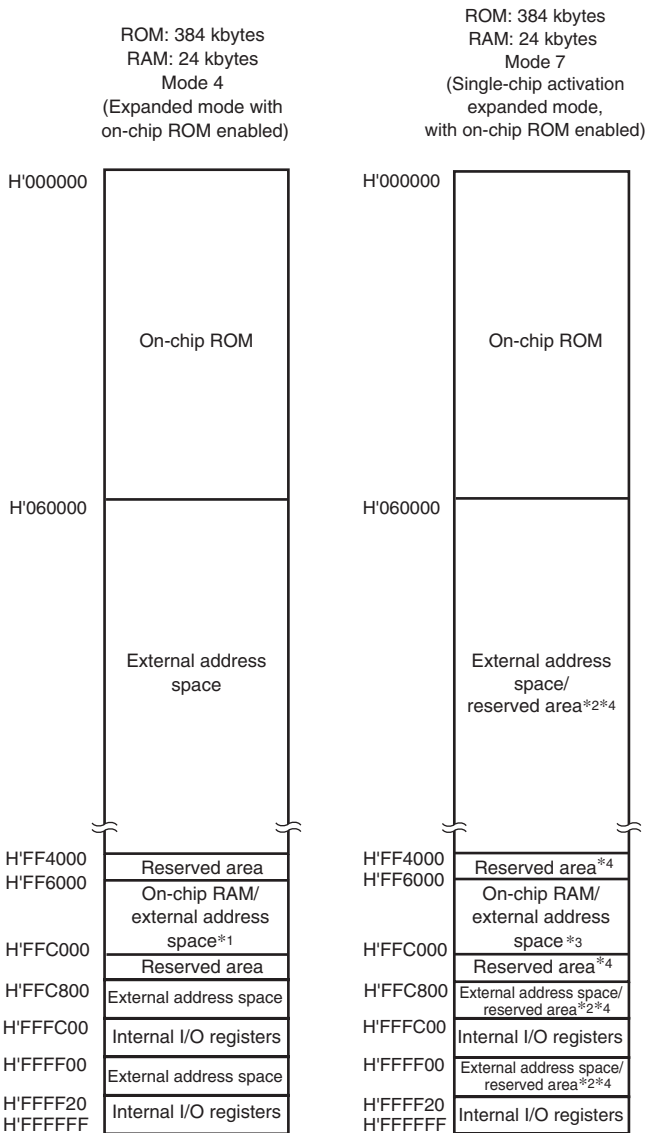 ROM: 384 kbytes
RAM: 24 kbytes
Mode 4
(Expanded mode with
on-chip ROM enabled)
H'000000
On-chip ROM
H'060000
External address
space
H'FF4000
Reserved area
H'FF6000
On-chip RAM/
external address
space*1
H'FFC000
Reserved area
H'FFC800
External address space
H'FFFC00
Internal I/O registers
H'FFFF00
External address space
H'FFFF20
Internal I/O registers
H'FFFFFF
ROM: 384 kbytes
RAM: 24 kbytes
Mode 7
(Single-chip activation
expanded mode,
with on-chip ROM enabled)
H'000000
On-chip ROM
H'060000
External address
space/
reserved area*2*4
H'FF4000
Reserved area*4
H'FF6000
On-chip RAM/
external address
space*3
H'FFC000
Reserved area*4
H'FFC800
External address space/
reserved area*2*4
H'FFFC00
Internal I/O registers
H'FFFF00
External address space/
reserved area*2*4
H'FFFF20
Internal I/O registers
H'FFFFFF